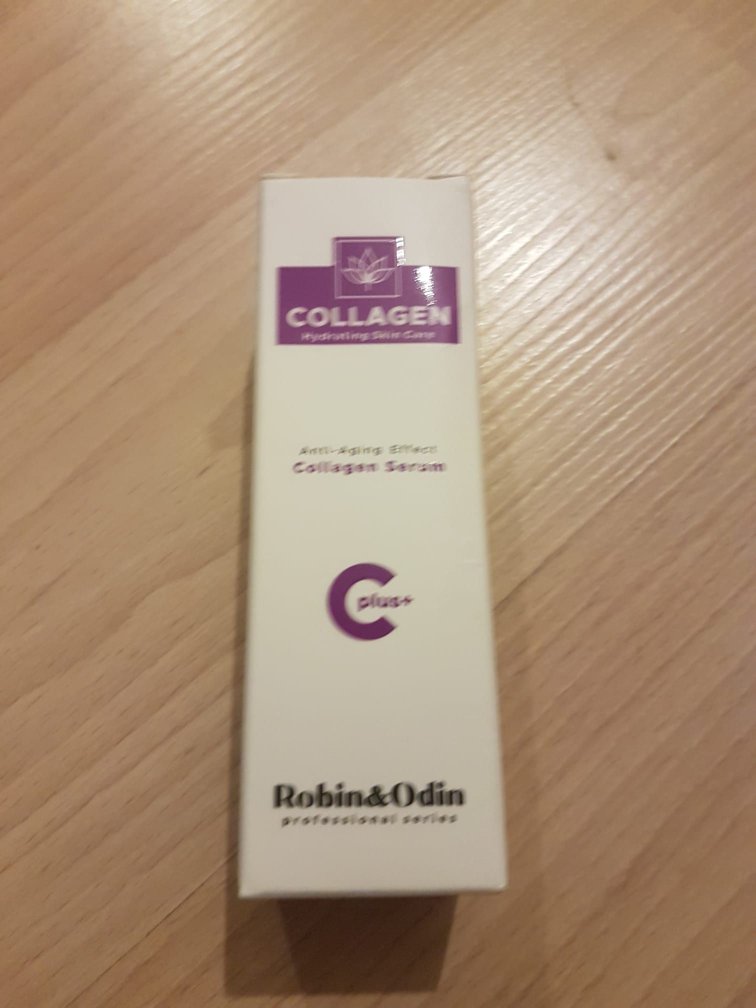 COLLAGEN
Hydrating Skin Care
Anti-Aging Effect
Collagen Serum
C plus+
Robin&Odin
professional series